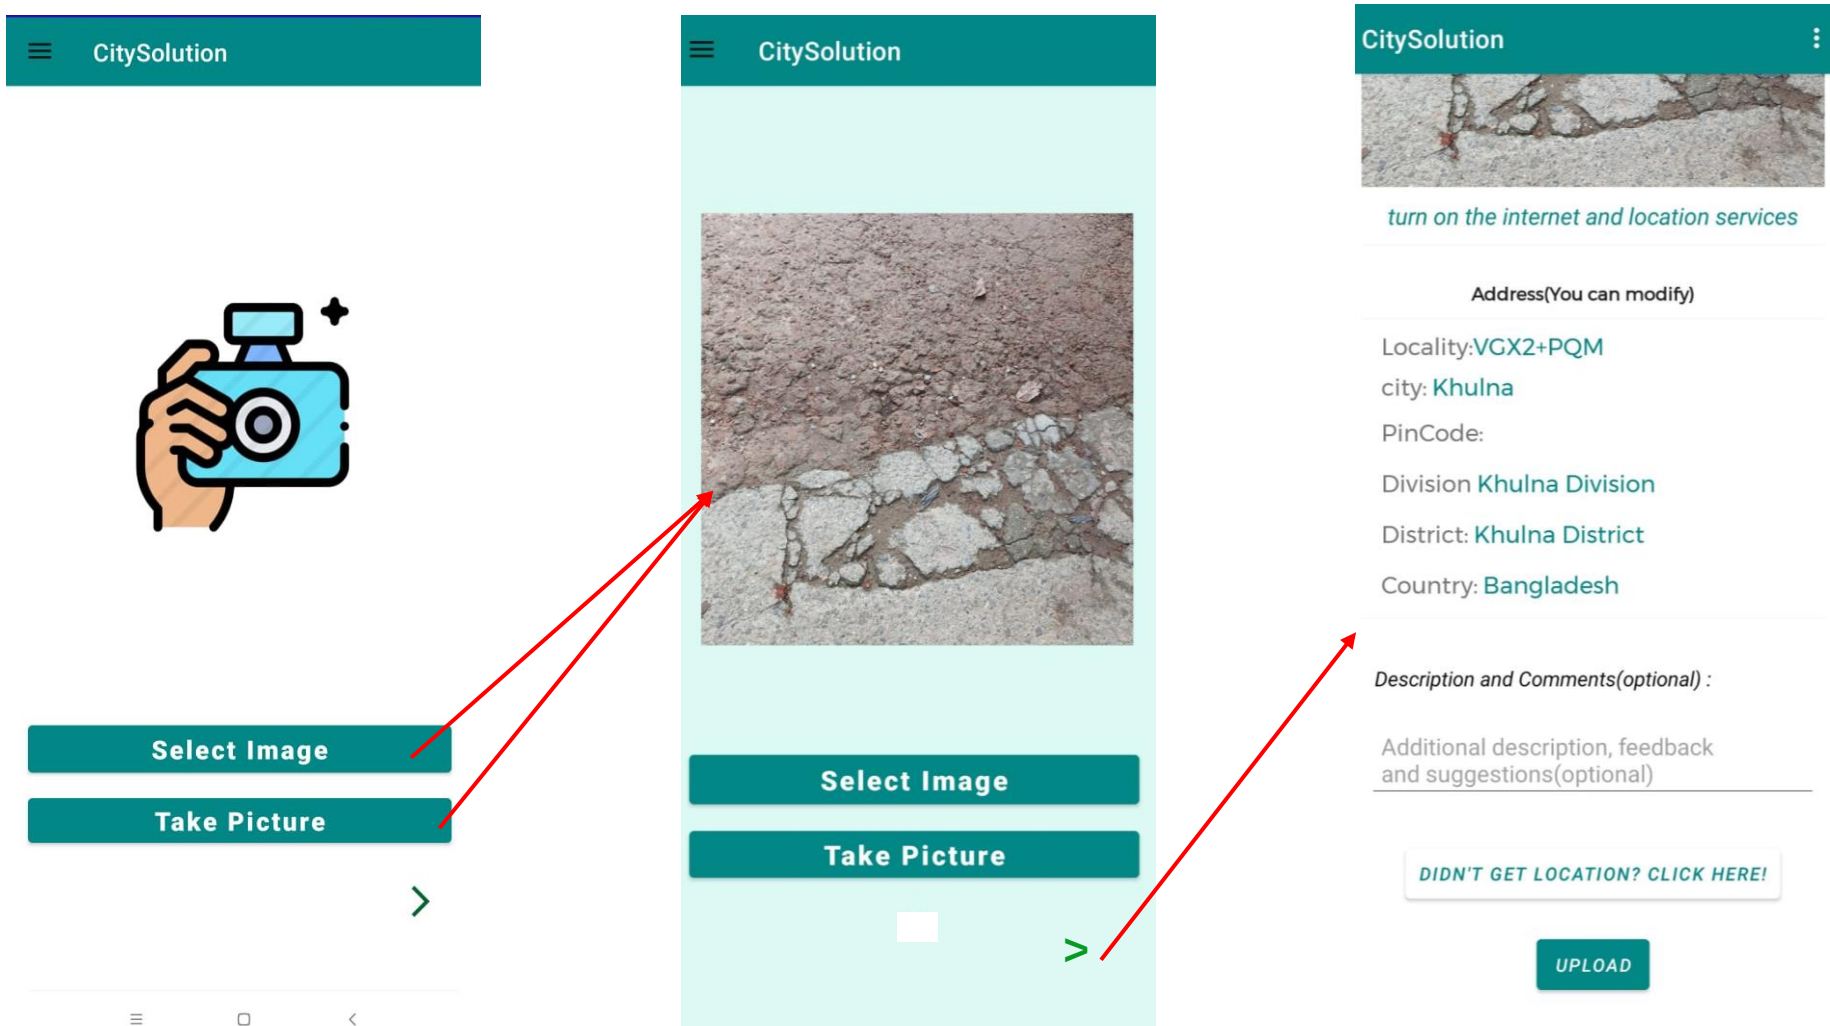 CitySolution
Select Image
Take Picture
CitySolution
Select Image
Take Picture
>
CitySolution
turn on the internet and location services
Address(You can modify)
Locality:VGX2+PQM
city: Khulna
PinCode:
Division Khulna Division
District: Khulna District
Country: Bangladesh
Description and Comments(optional) :
Additional description, feedback
and suggestions(optional)
DIDN'T GET LOCATION? CLICK HERE!
UPLOAD